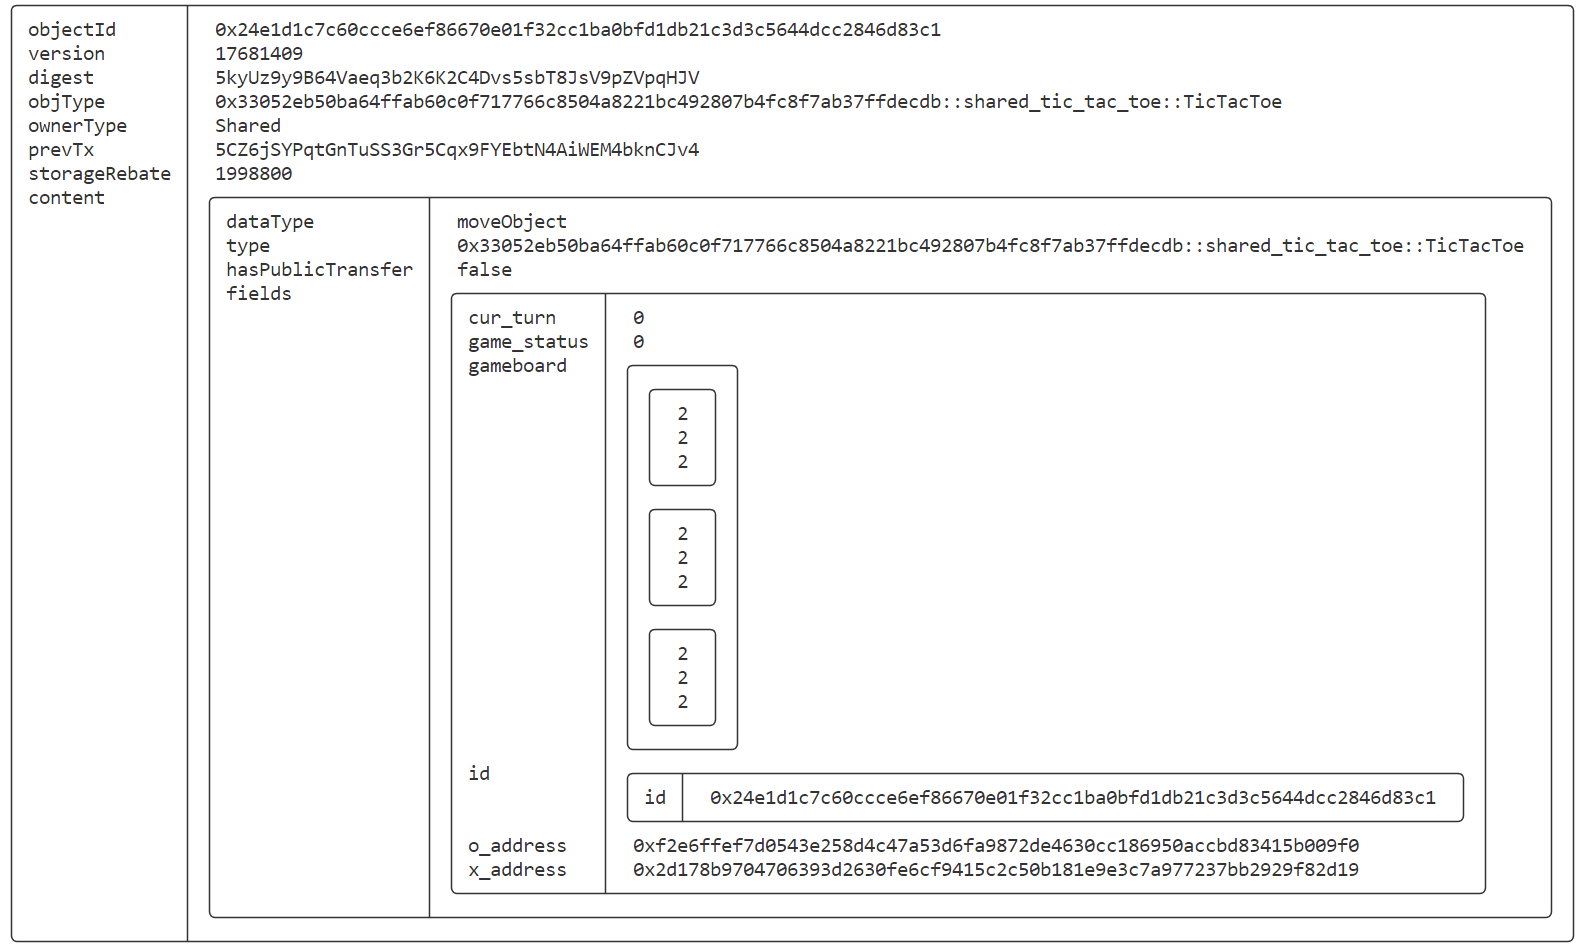 objectId 0x24e1d1c7c60ccce6ef86670e01f32cc1ba0bfd1db21c3d3c5644dcc2846d83c1
version 17681409
digest 5kyUz9y9B64Vaeq3b2K6K2C4Dvs5sbT8JsV9pZVpqHJV
objType 0x33052eb50ba64ffab60c0f717766c8504a8221bc492807b4fc8f7ab37ffdecdb::shared_tic_tac_toe::TicTacToe
ownerType Shared
prevTx 5CZ6jSYPqtGnTuSS3Gr5Cqx9FYEbtN4AiWEM4bknCJv4
storageRebate 1998800
content
dataType moveObject
type 0x33052eb50ba64ffab60c0f717766c8504a8221bc492807b4fc8f7ab37ffdecdb::shared_tic_tac_toe::TicTacToe
hasPublicTransfer false
fields
cur_turn 0
game_status 0
gameboard
2
2
2
2
2
2
2
2
2
id
id 0x24e1d1c7c60ccce6ef86670e01f32cc1ba0bfd1db21c3d3c5644dcc2846d83c1
o_address 0xf2e6ffef7d0543e258d4c47a53d6fa9872de4630cc186950accbd83415b009f0
x_address 0x2d178b9704706393d2630fe6cf9415c2c50b181e9e3c7a977237bb2929f82d19